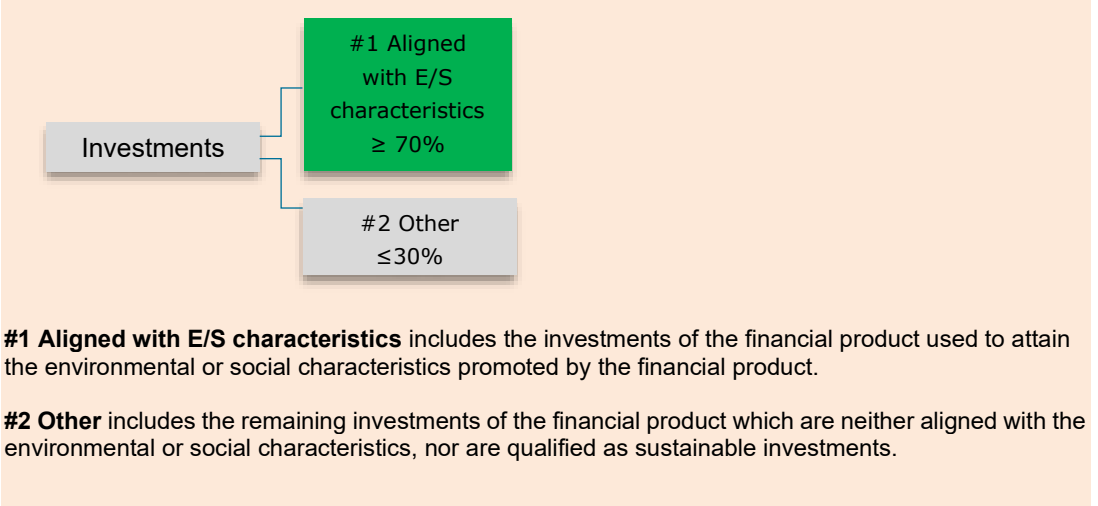 #1 Aligned
with E/S
characteristics
≥ 70%
Investments
#2 Other
≤30%
#1 Aligned with E/S characteristics includes the investments of the financial product used to attain
the environmental or social characteristics promoted by the financial product.
#2 Other includes the remaining investments of the financial product which are neither aligned with the
environmental or social characteristics, nor are qualified as sustainable investments.